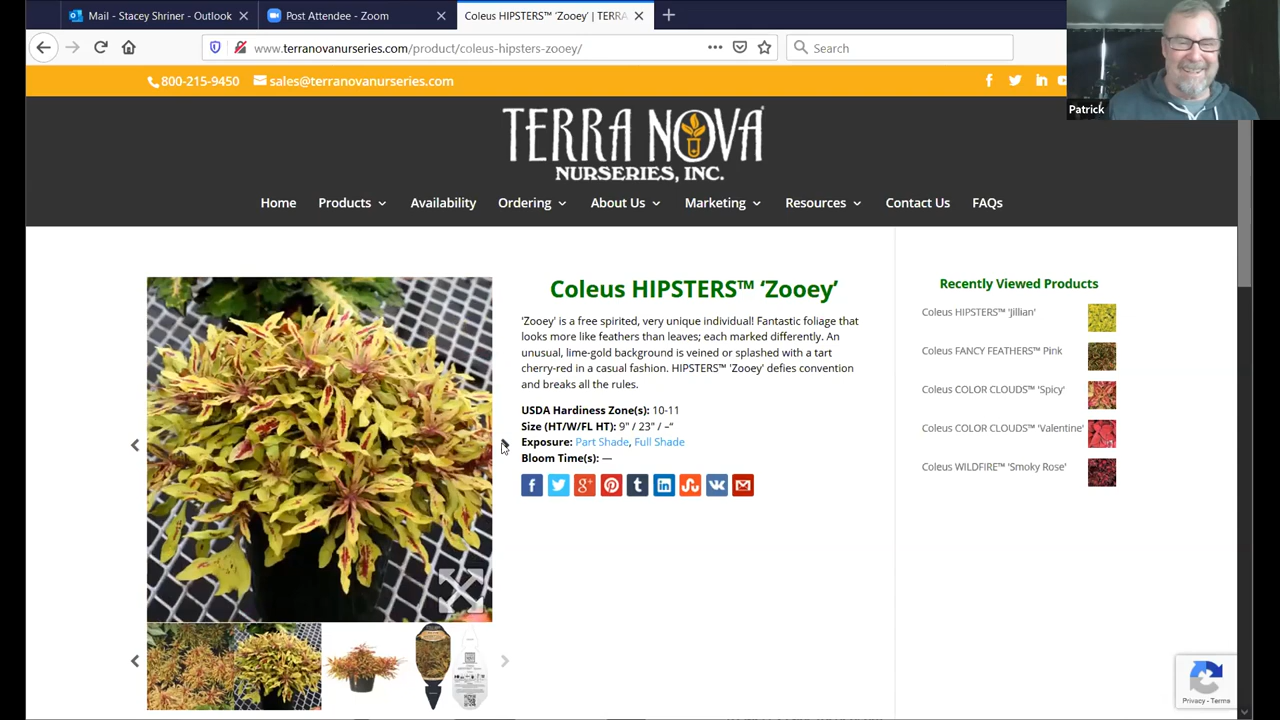 Mail - Stacey Shriner - Outlook
Post Attendee - Zoom
Coleus HIPSTERS™ 'Zooey' | TERRA
www.terranovanurseries.com/product/coleus-hipsters-zooey/
Search
800-215-9450
sales@terranovanurseries.com
Patrick
TERRA NOVA®
NURSERIES, INC.
Home
Products
Availability
Ordering
About Us
Marketing
Resources
Contact Us
FAQs
Coleus HIPSTERS™ ‘Zooey’
'Zooey' is a free spirited, very unique individual! Fantastic foliage that
looks more like feathers than leaves; each marked differently. An
unusual, lime-gold background is veined or splashed with a tart
cherry-red in a casual fashion. HIPSTERS™ 'Zooey' defies convention
and breaks all the rules.
USDA Hardiness Zone(s): 10-11
Size (HT/W/FL HT): 9" / 23" / –"
Exposure: Part Shade, Full Shade
Bloom Time(s): —
Recently Viewed Products
Coleus HIPSTERS™ 'Jillian'
Coleus FANCY FEATHERS™ Pink
Coleus COLOR CLOUDS™ 'Spicy'
Coleus COLOR CLOUDS™ 'Valentine'
Coleus WILDFIRE™ 'Smoky Rose'
Privacy - Terms